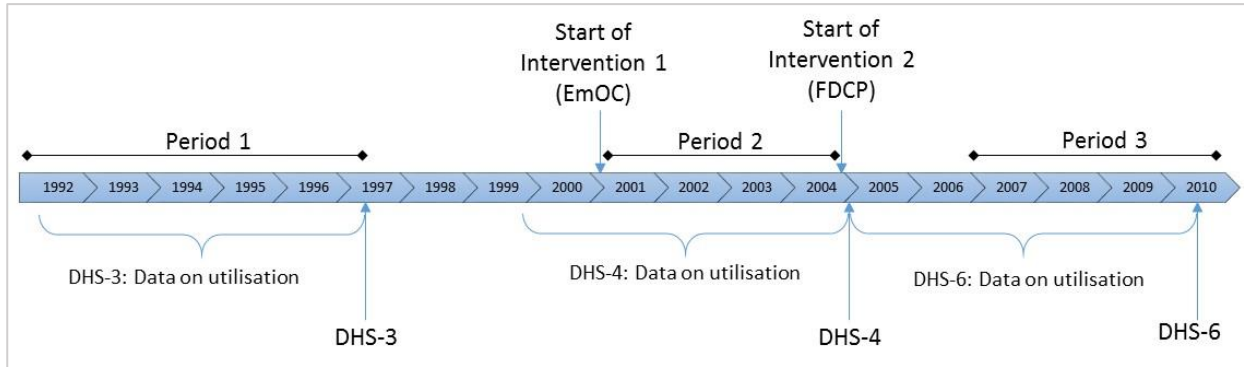 Start of
Intervention 1
(EmOC)
Start of
Intervention 2
(FDCP)
Period 1
Period 2
Period 3
1992 1993 1994 1995 1996 1997 1998 1999 2000 2001 2002 2003 2004 2005 2006 2007 2008 2009 2010
DHS-3: Data on utilisation
DHS-4: Data on utilisation
DHS-6: Data on utilisation
DHS-3
DHS-4
DHS-6